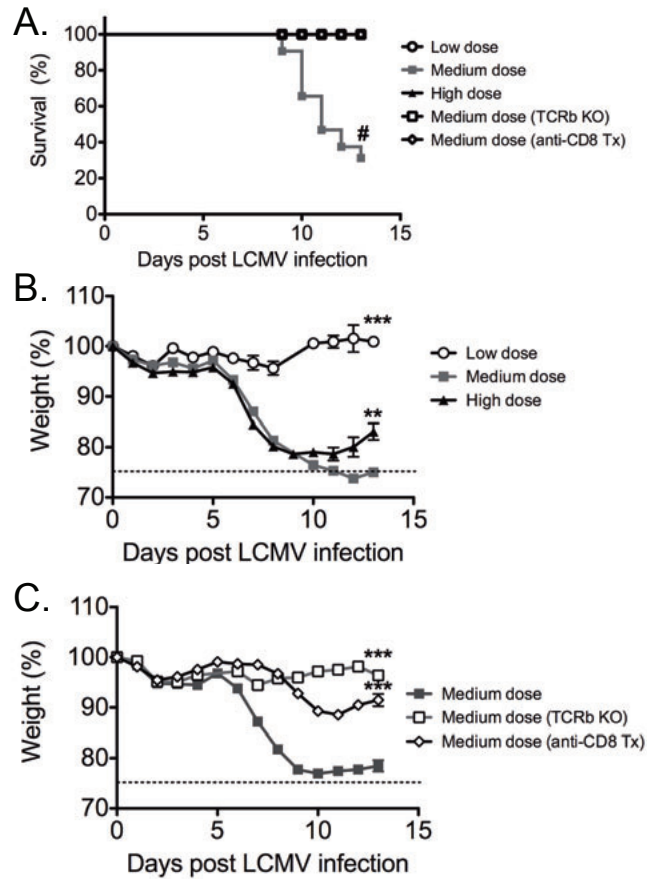 A.
Survival (%)
100
80
60
40
20
0
#
0 5 10 15
Days post LCMV infection
Low dose
Medium dose
High dose
Medium dose (TCRb KO)
Medium dose (anti-CD8 Tx)
B.
Weight (%)
110
100
90
80
70
***
**
0 5 10 15
Days post LCMV infection
Low dose
Medium dose
High dose
C.
Weight (%)
110
100
90
80
70
***
***
0 5 10 15
Days post LCMV infection
Medium dose
Medium dose (TCRb KO)
Medium dose (anti-CD8 Tx)